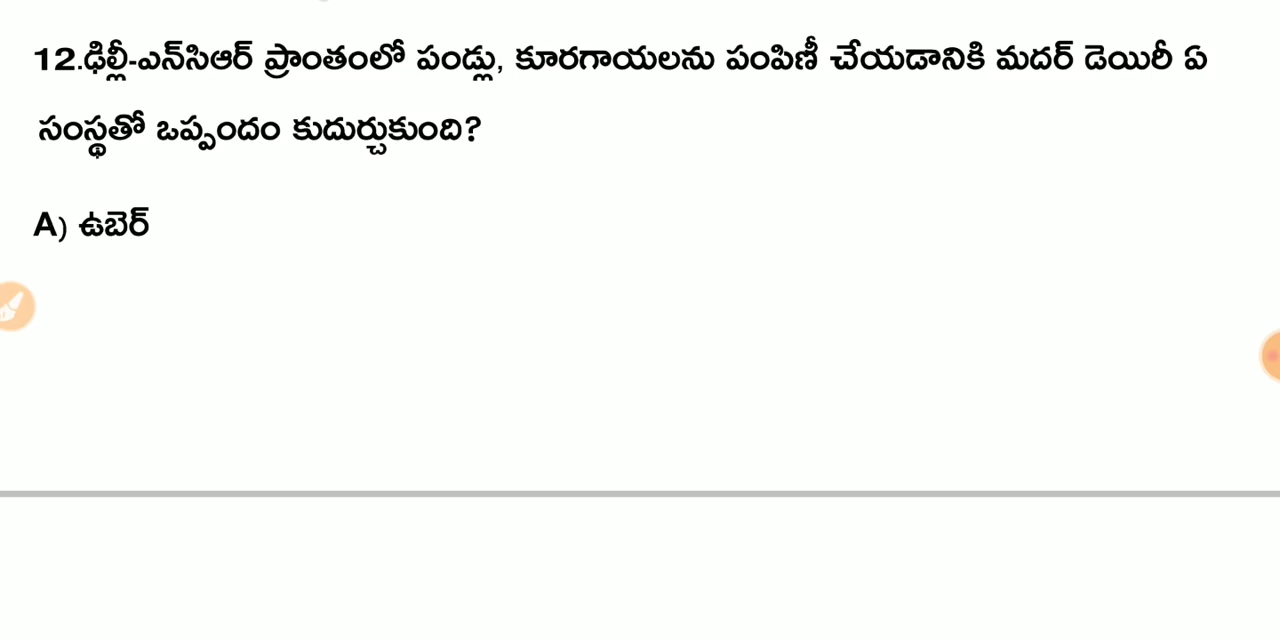 12.ఢిల్లీ-ఎన్‌సిఆర్ ప్రాంతంలో పండ్లు, కూరగాయలను పంపిణీ చేయడానికి మదర్ డెయిరీ ఏ
సంస్థతో ఒప్పందం కుదుర్చుకుంది?
A) ఉబెర్